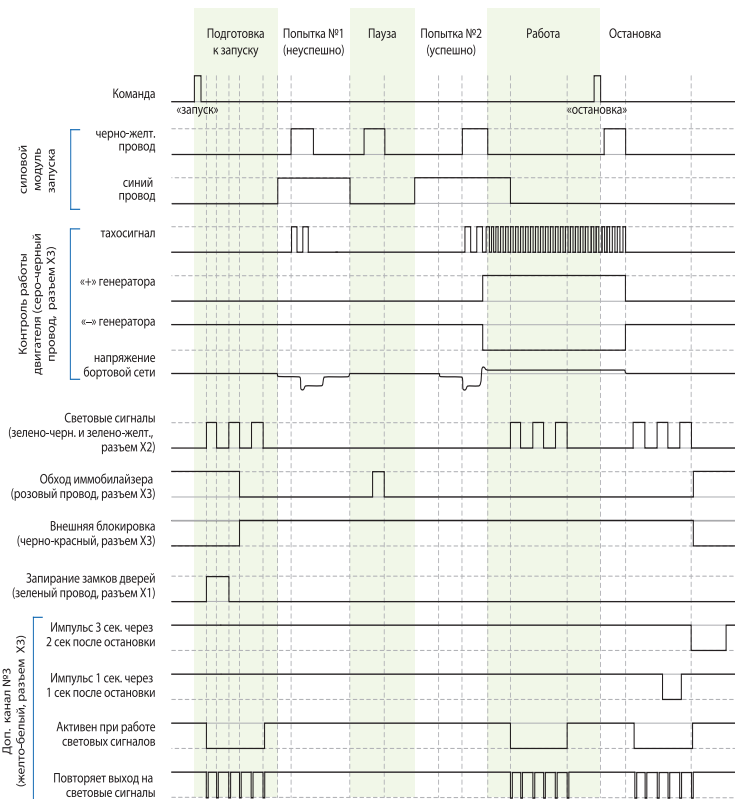 Подготовка
к запуску
Попытка №1
(неуспешно)
Пауза
Попытка №2
(успешно)
Работа
Остановка
Команда
«запуск»
«остановка»
силовой
модуль
запуска
черно-желт.
провод
синий
провод
Контроль работы
двигателя (серо-черный
провод, разъем X3)
тахосигнал
«+» генератора
«–» генератора
напряжение
бортовой сети
Световые сигналы
(зелено-черн. и зелено-желт.,
разъем X2)
Обход иммобилайзера
(розовый провод, разъем X3)
Внешняя блокировка
(черно-красный, разъем X3)
Запирание замков дверей
(зеленый провод, разъем X1)
Доп. канал №3
(желто-белый, разъем X3)
Импульс 3 сек. через
2 сек после остановки
Импульс 1 сек. через
1 сек после остановки
Активен при работе
световых сигналов
Повторяет выход на
световые сигналы